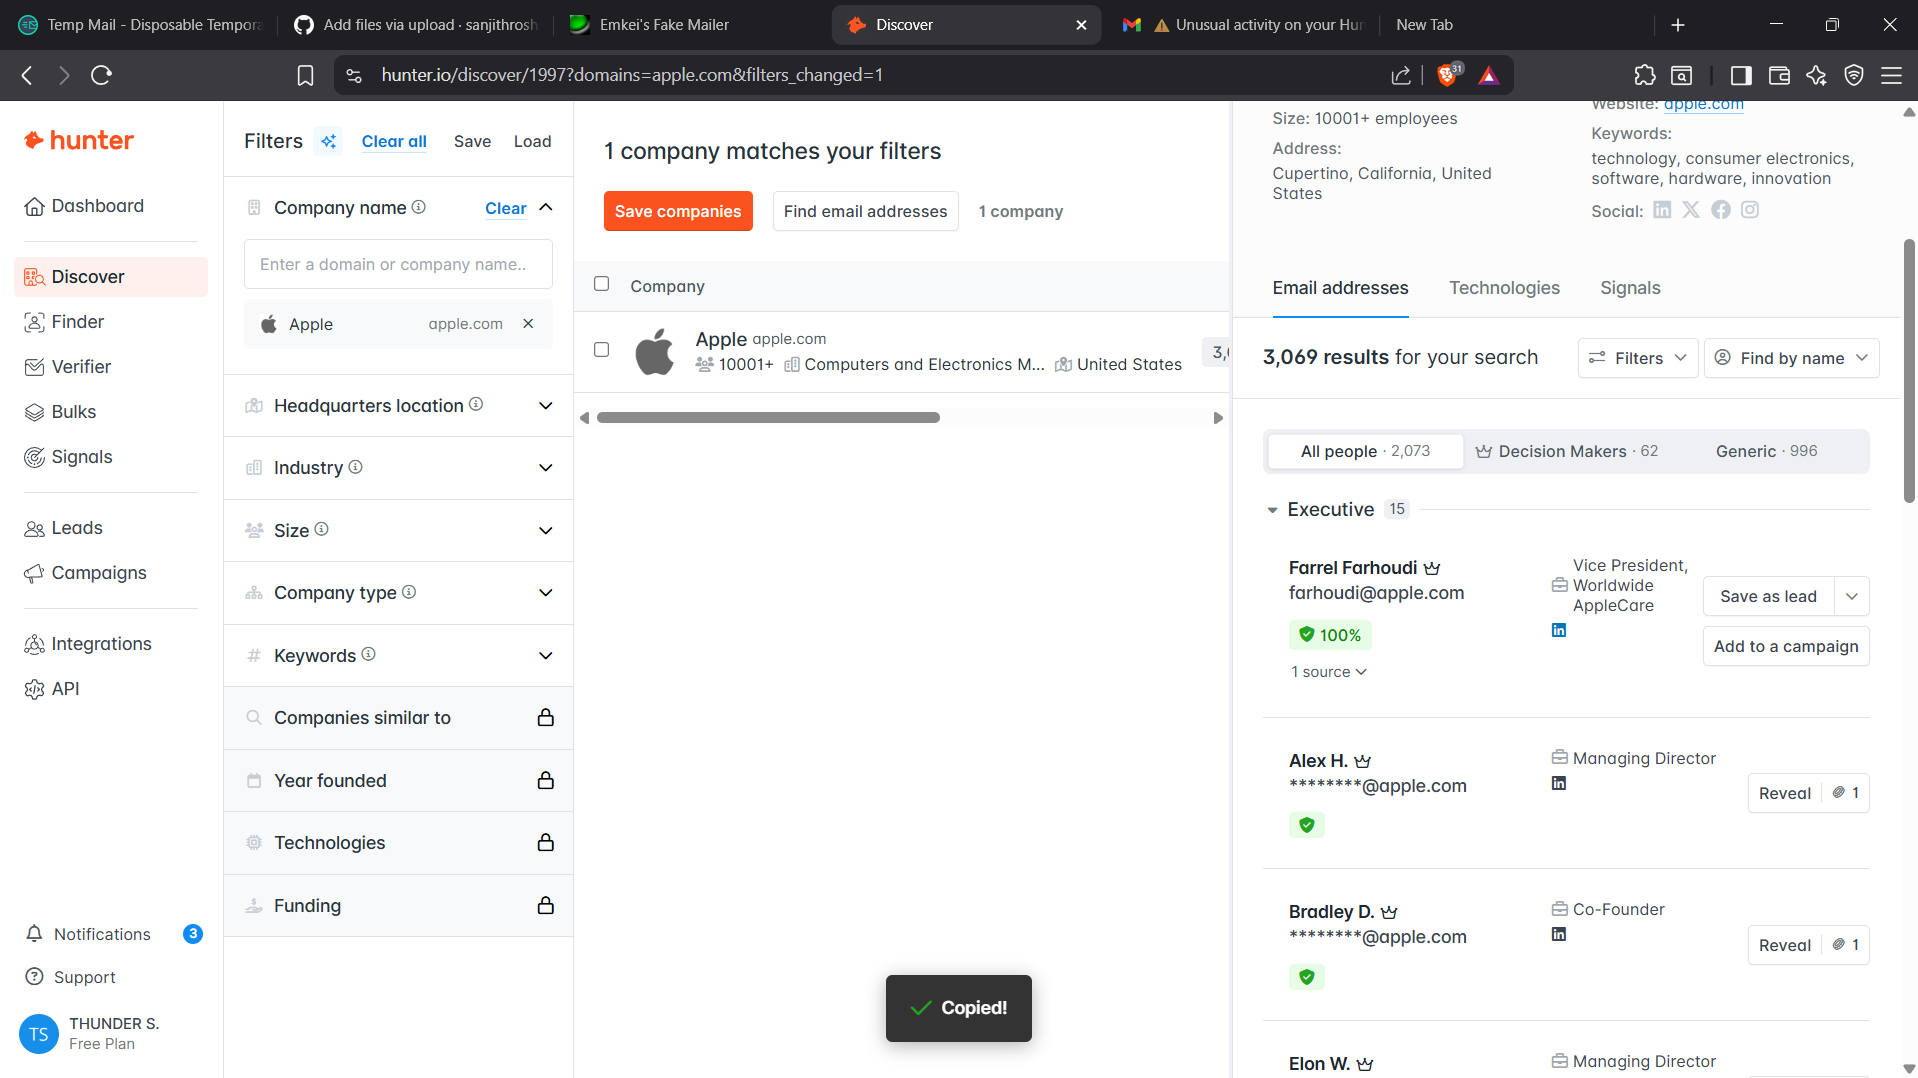 Temp Mail - Disposable Tempora
Add files via upload · sanjithrosh
Emkei's Fake Mailer
Discover
Unusual activity on your Hun
New Tab
hunter.io/discover/1997?domains=apple.com&filters_changed=1
31
hunter
Dashboard
Discover
Finder
Verifier
Bulks
Signals
Leads
Campaigns
Integrations
API
Notifications 3
Support
TS
THUNDER S.
Free Plan
Filters
Clear all
Save
Load
Company name
Clear
Enter a domain or company name..
Apple apple.com
Headquarters location
Industry
Size
Company type
Keywords
Companies similar to
Year founded
Technologies
Funding
1 company matches your filters
Save companies
Find email addresses
1 company
Company
Apple apple.com
10001+ Computers and Electronics M... United States
3,0
Copied!
Size: 10001+ employees
Address:
Cupertino, California, United
States
Website: apple.com
Keywords:
technology, consumer electronics,
software, hardware, innovation
Social:
Email addresses
Technologies
Signals
3,069 results for your search
Filters
Find by name
All people · 2,073
Decision Makers · 62
Generic · 996
Executive 15
Farrel Farhoudi
farhoudi@apple.com
100%
1 source
Vice President,
Worldwide
AppleCare
Save as lead
Add to a campaign
Alex H.
********@apple.com
Managing Director
Reveal 1
Bradley D.
********@apple.com
Co-Founder
Reveal 1
Elon W.
Managing Director